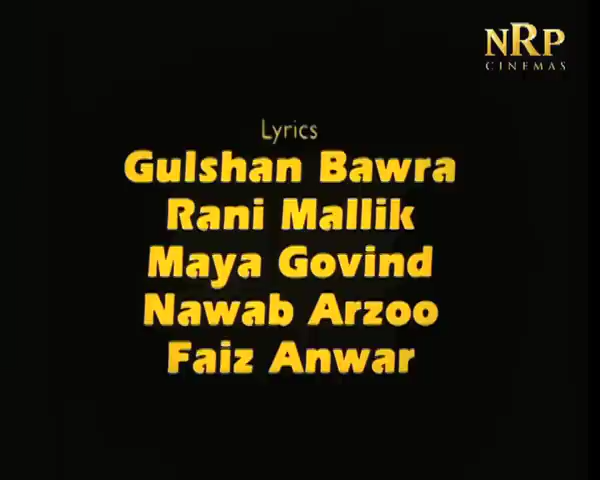 NRP
CINEMAS
Lyrics
Gulshan Bawra
Rani Mallik
Maya Govind
Nawab Arzoo
Faiz Anwar